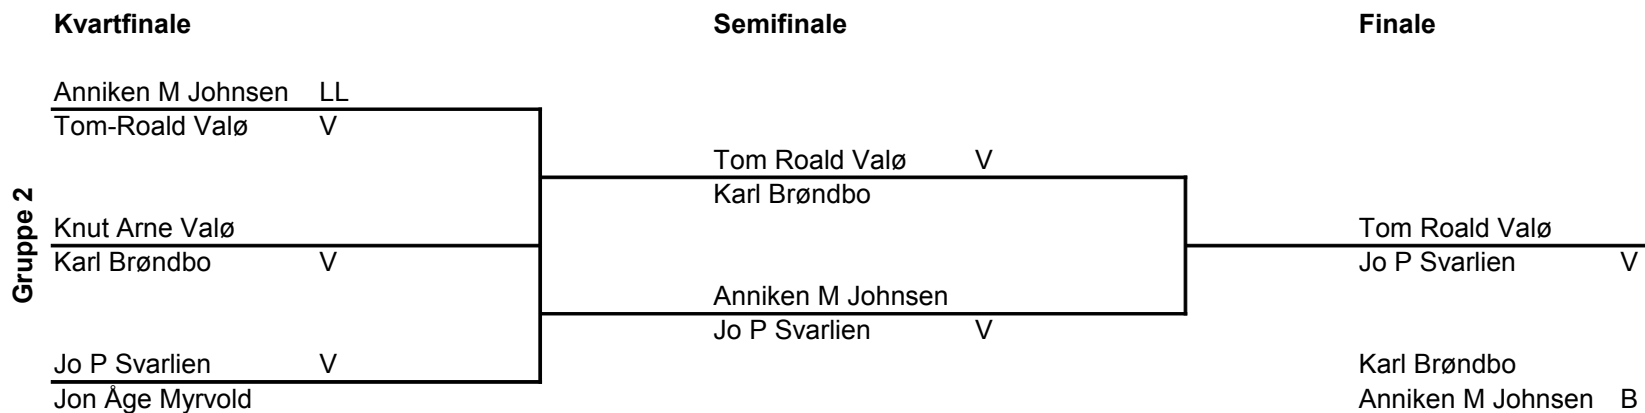 Kvartfinale Semifinale Finale
Gruppe 2
Anniken M Johnsen LL
Tom-Roald Valø V
Knut Arne Valø
Karl Brøndbo V
Jo P Svarlien V
Jon Åge Myrvold
Tom Roald Valø V
Karl Brøndbo
Anniken M Johnsen
Jo P Svarlien V
Tom Roald Valø
Jo P Svarlien V
Karl Brøndbo
Anniken M Johnsen B